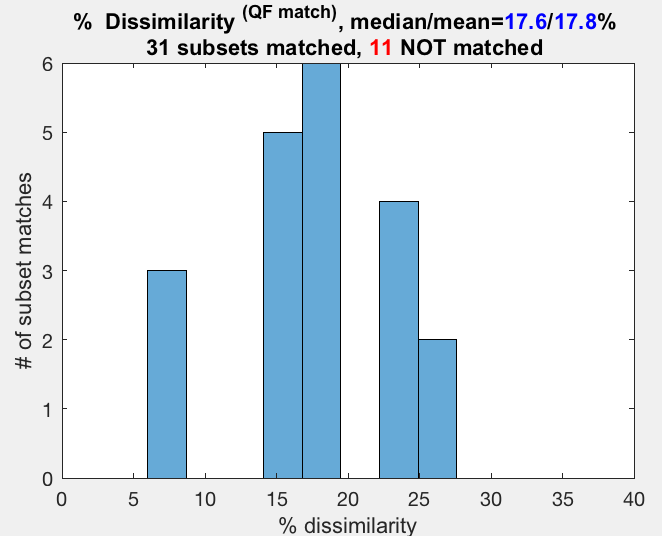 % Dissimilarity (QF match), median/mean=17.6/17.8%
31 subsets matched, 11 NOT matched
6
5
4
3
2
1
0
# of subset matches
0 5 10 15 20 25 30 35 40
% dissimilarity